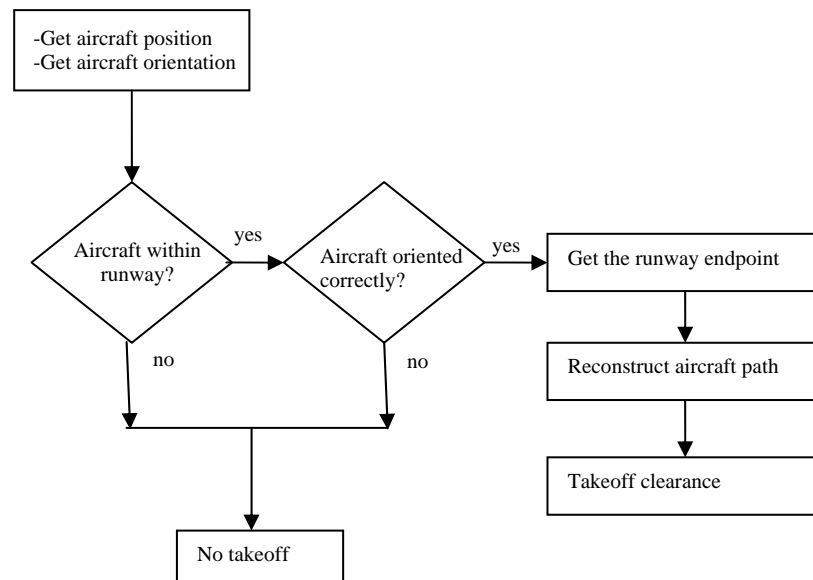 -Get aircraft position
-Get aircraft orientation
Aircraft within
runway?
yes
Aircraft oriented
correctly?
yes
Get the runway endpoint
no
no
Reconstruct aircraft path
Takeoff clearance
No takeoff